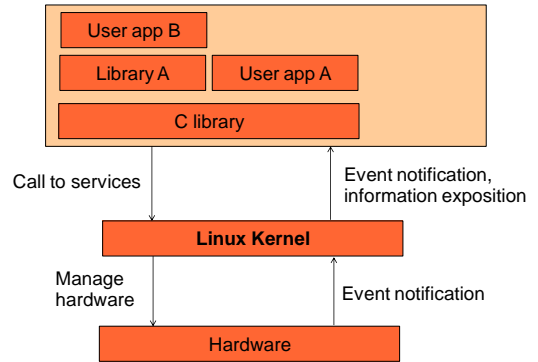 User app B
Library A
User app A
C library
Call to services
Event notification,
information exposition
Linux Kernel
Manage
hardware
Event notification
Hardware